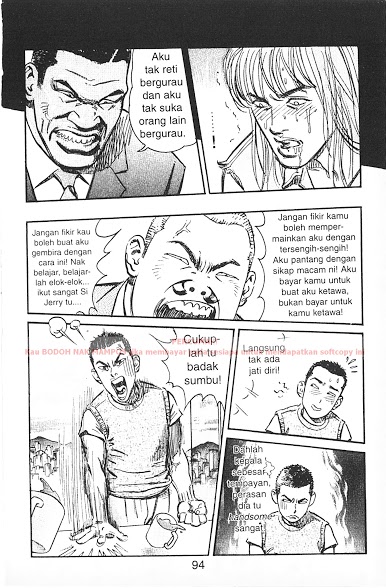 Aku
tak reti
bergurau
dan aku
tak suka
orang lain
bergurau.
Jangan fikir kau
boleh buat aku
gembira dengan
cara ini! Nak
belajar, belajar-
lah elok-elok...
ikut sangat Si
Jerry tu....
Jangan fikir kamu
boleh memper-
mainkan aku dengan
tersengih-sengih!
Aku pantang dengan
sikap macam ni! Aku
bayar kamu untuk
buat aku ketawa,
bukan bayar untuk
kamu ketawa!
Cukup-
lah tu
badak
sumbu!
Kau BODOH NAK MAMPOS
Langsung
tak ada
jati diri!
Dahlah
kepala
sebesar
tempayan,
perasan
dia tu
handsome
sangat!
94